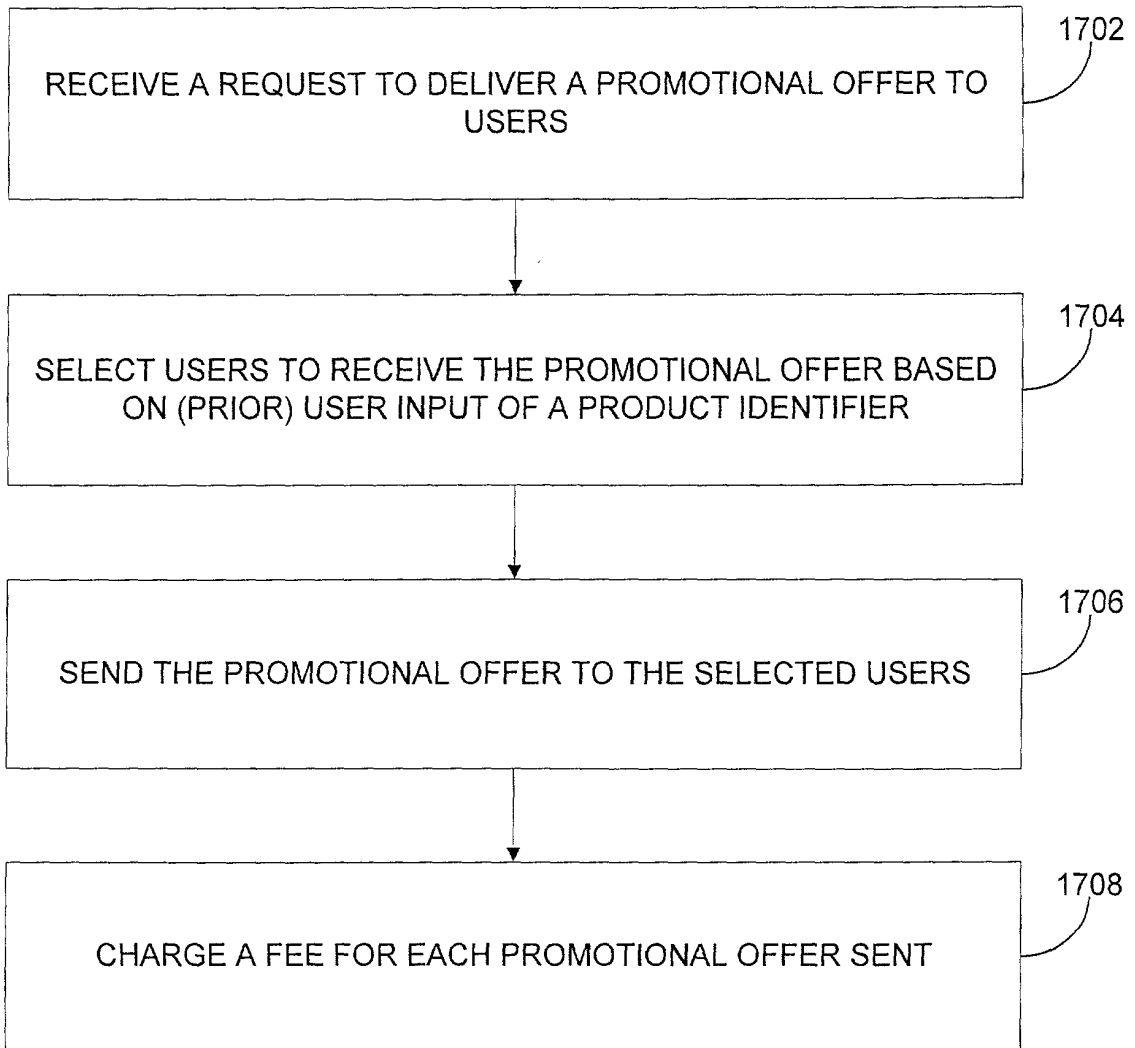 1702
RECEIVE A REQUEST TO DELIVER A PROMOTIONAL OFFER TO
USERS
1704
SELECT USERS TO RECEIVE THE PROMOTIONAL OFFER BASED
ON (PRIOR) USER INPUT OF A PRODUCT IDENTIFIER
1706
SEND THE PROMOTIONAL OFFER TO THE SELECTED USERS
1708
CHARGE A FEE FOR EACH PROMOTIONAL OFFER SENT